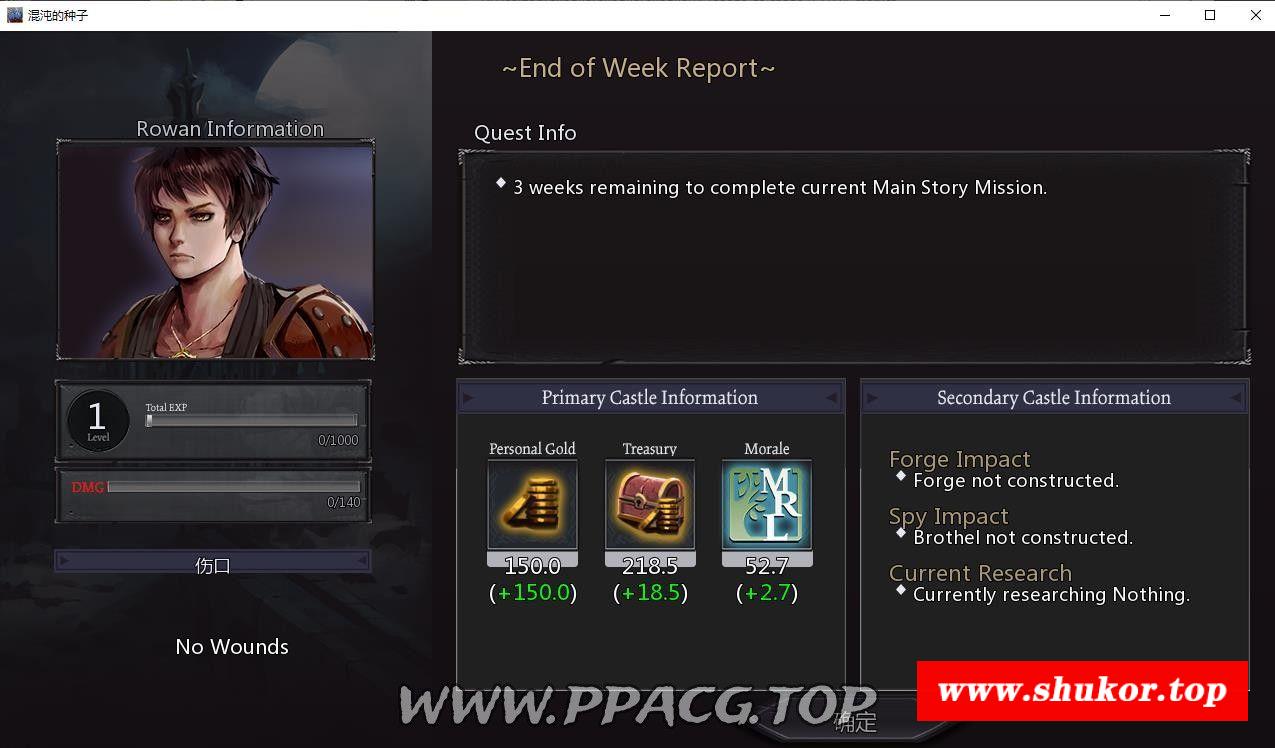 混沌的种子
~End of Week Report~
Rowan Information
Quest Info
3 weeks remaining to complete current Main Story Mission.
1
Level
Total EXP
0/1000
DMG
0/140
伤口
No Wounds
Primary Castle Information
Personal Gold
Treasury
Morale
MRL
150.0
218.5
52.7
(+150.0)
(+18.5)
(+2.7)
Secondary Castle Information
Forge Impact
Forge not constructed.
Spy Impact
Brothel not constructed.
Current Research
Currently researching Nothing.
WWW.PPACG.TOP
确定
www.shukor.top